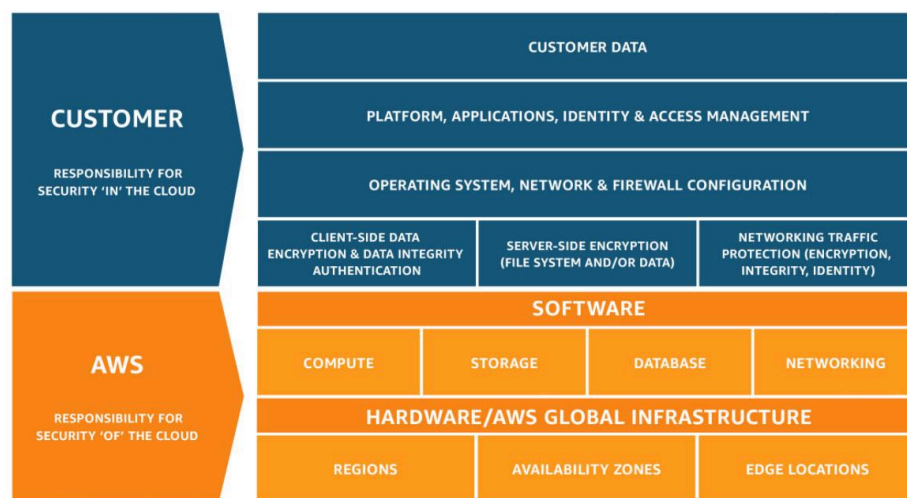 CUSTOMER
RESPONSIBILITY FOR
SECURITY ‘IN’ THE CLOUD
CUSTOMER DATA
PLATFORM, APPLICATIONS, IDENTITY & ACCESS MANAGEMENT
OPERATING SYSTEM, NETWORK & FIREWALL CONFIGURATION
CLIENT-SIDE DATA
ENCRYPTION & DATA INTEGRITY
AUTHENTICATION
SERVER-SIDE ENCRYPTION
(FILE SYSTEM AND/OR DATA)
NETWORKING TRAFFIC
PROTECTION (ENCRYPTION,
INTEGRITY, IDENTITY)
AWS
RESPONSIBILITY FOR
SECURITY ‘OF’ THE CLOUD
SOFTWARE
COMPUTE
STORAGE
DATABASE
NETWORKING
HARDWARE/AWS GLOBAL INFRASTRUCTURE
REGIONS
AVAILABILITY ZONES
EDGE LOCATIONS